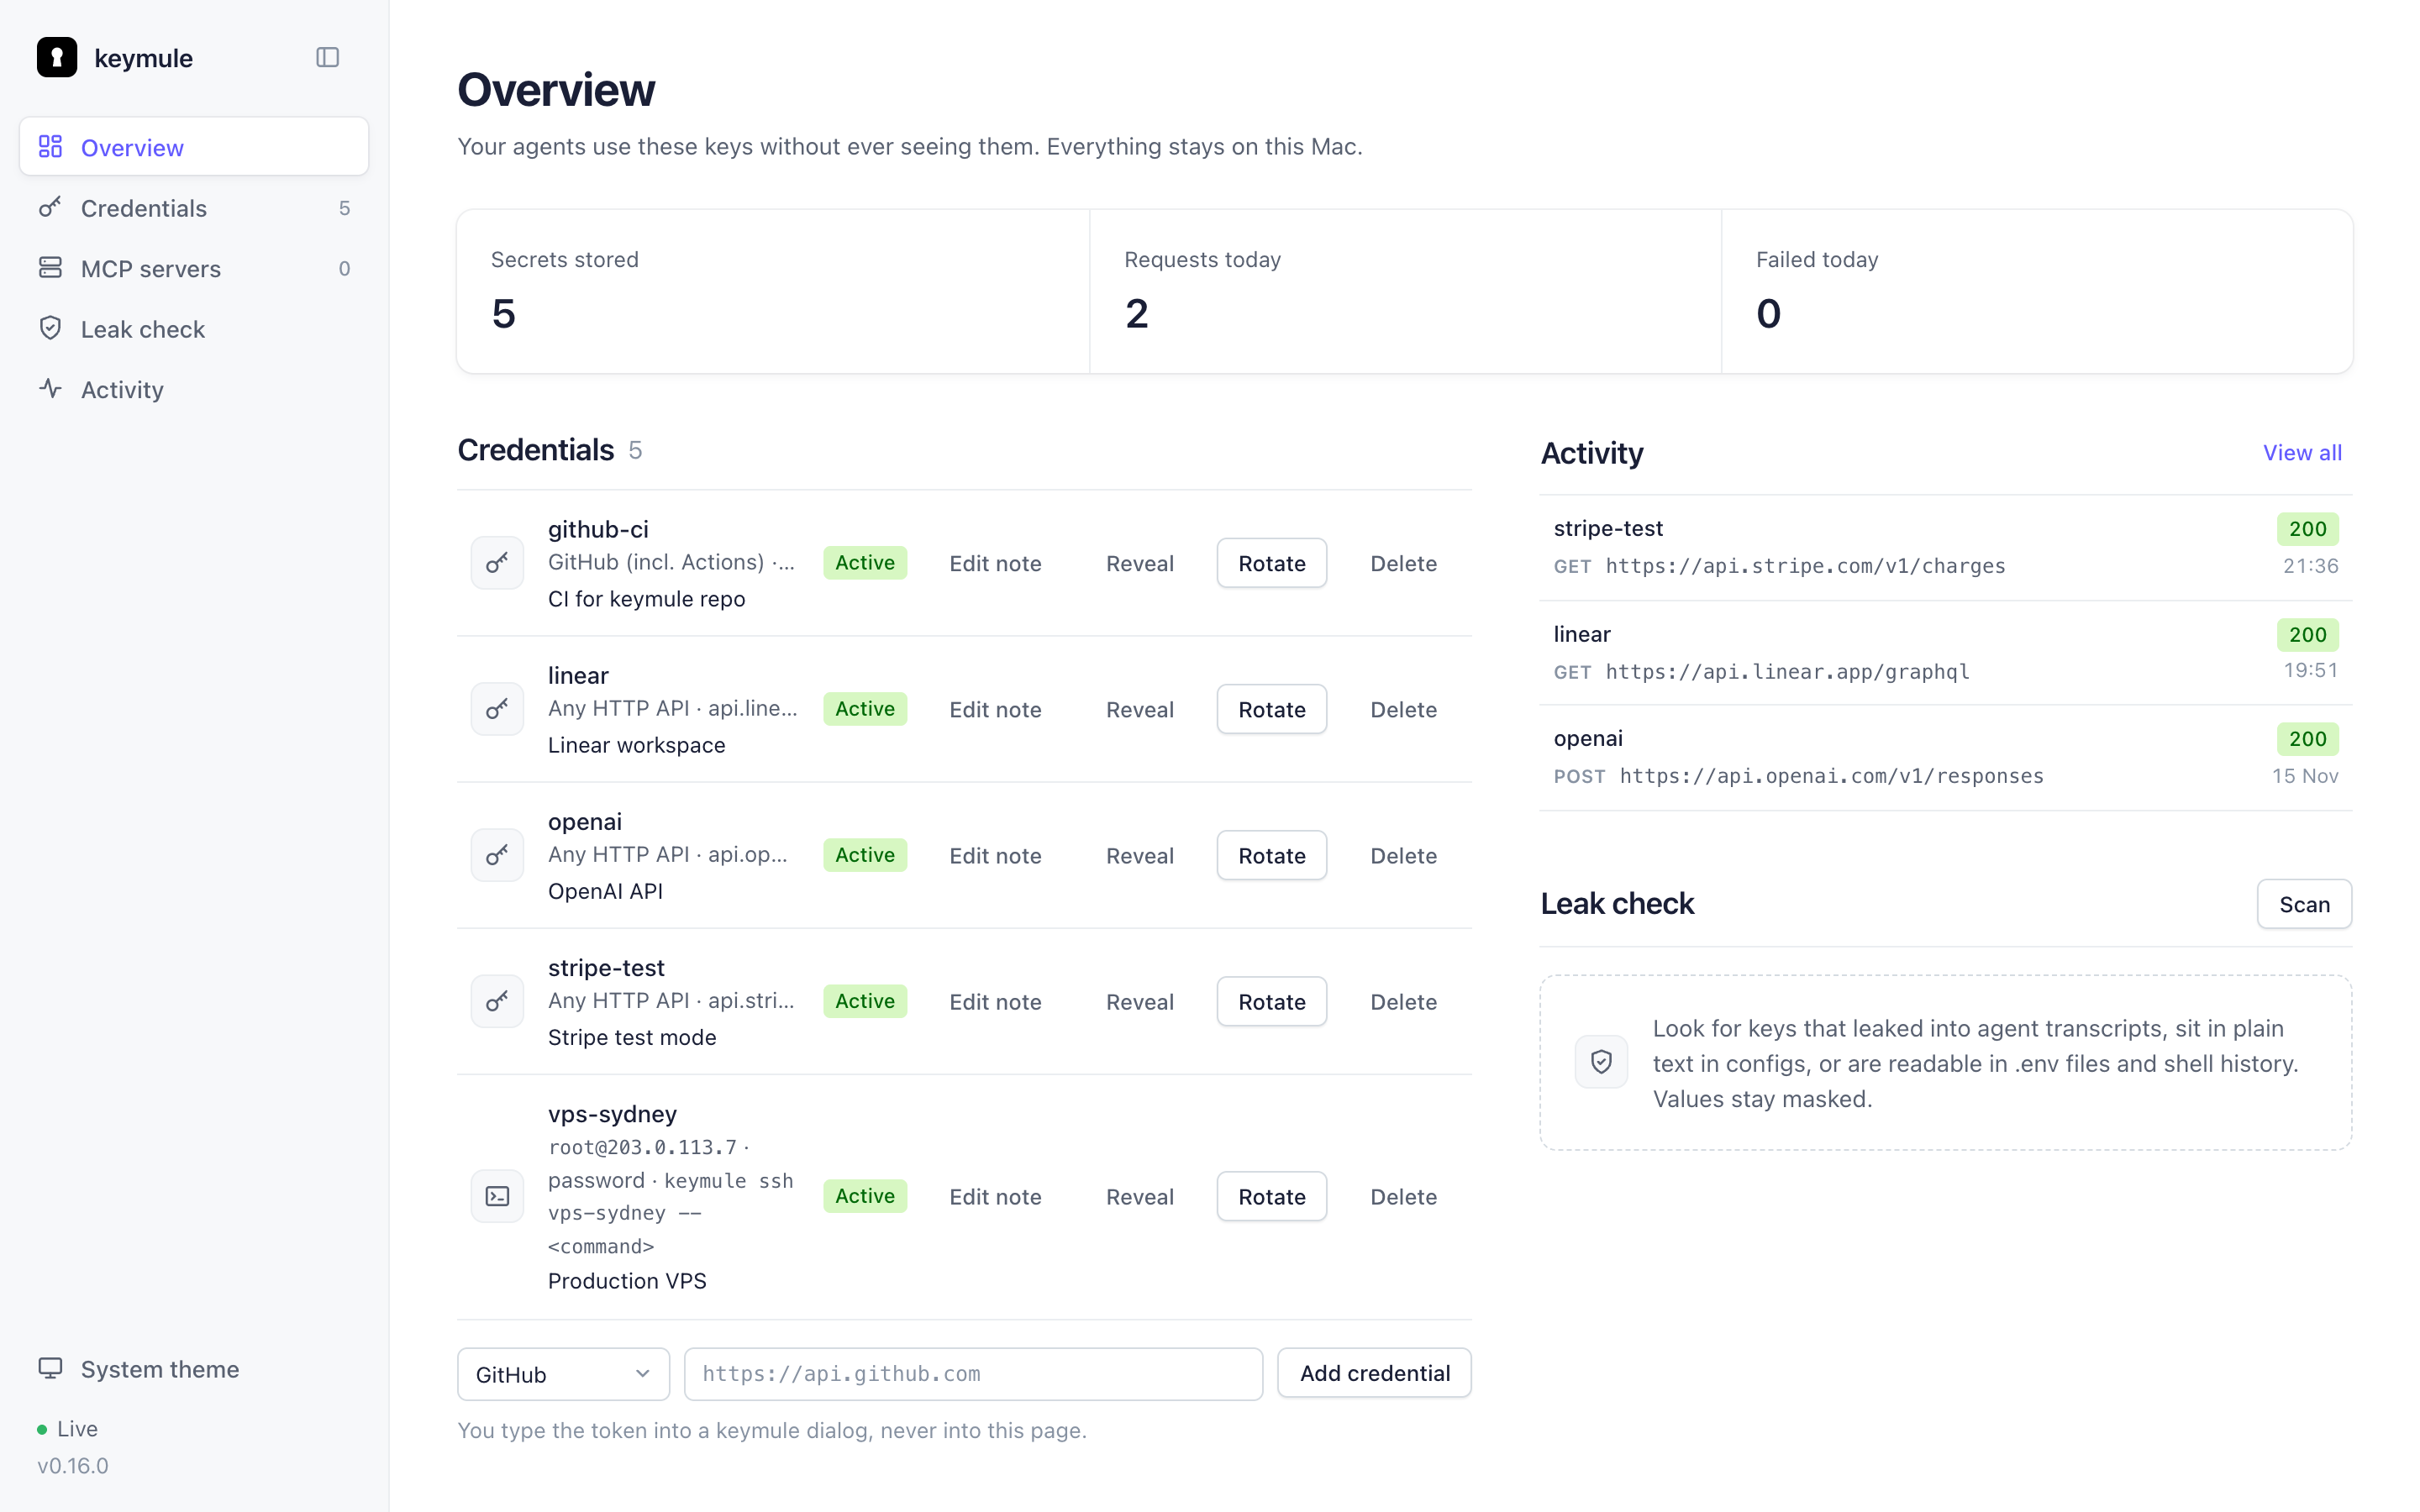 keymule
Overview
Credentials 5
MCP servers 0
Leak check
Activity
System theme
Live
v0.16.0
Overview
Your agents use these keys without ever seeing them. Everything stays on this Mac.
Secrets stored
5
Requests today
2
Failed today
0
Credentials 5
github-ci
GitHub (incl. Actions) ·...
CI for keymule repo
Active Edit note Reveal Rotate Delete
linear
Any HTTP API · api.line...
Linear workspace
Active Edit note Reveal Rotate Delete
openai
Any HTTP API · api.op...
OpenAI API
Active Edit note Reveal Rotate Delete
stripe-test
Any HTTP API · api.stri...
Stripe test mode
Active Edit note Reveal Rotate Delete
vps-sydney
root@203.0.113.7 ·
password · keymule ssh
vps-sydney --
<command>
Production VPS
Active Edit note Reveal Rotate Delete
GitHub https://api.github.com Add credential
You type the token into a keymule dialog, never into this page.
Activity View all
stripe-test 200
GET https://api.stripe.com/v1/charges 21:36
linear 200
GET https://api.linear.app/graphql 19:51
openai 200
POST https://api.openai.com/v1/responses 15 Nov
Leak check Scan
Look for keys that leaked into agent transcripts, sit in plain
text in configs, or are readable in .env files and shell history.
Values stay masked.